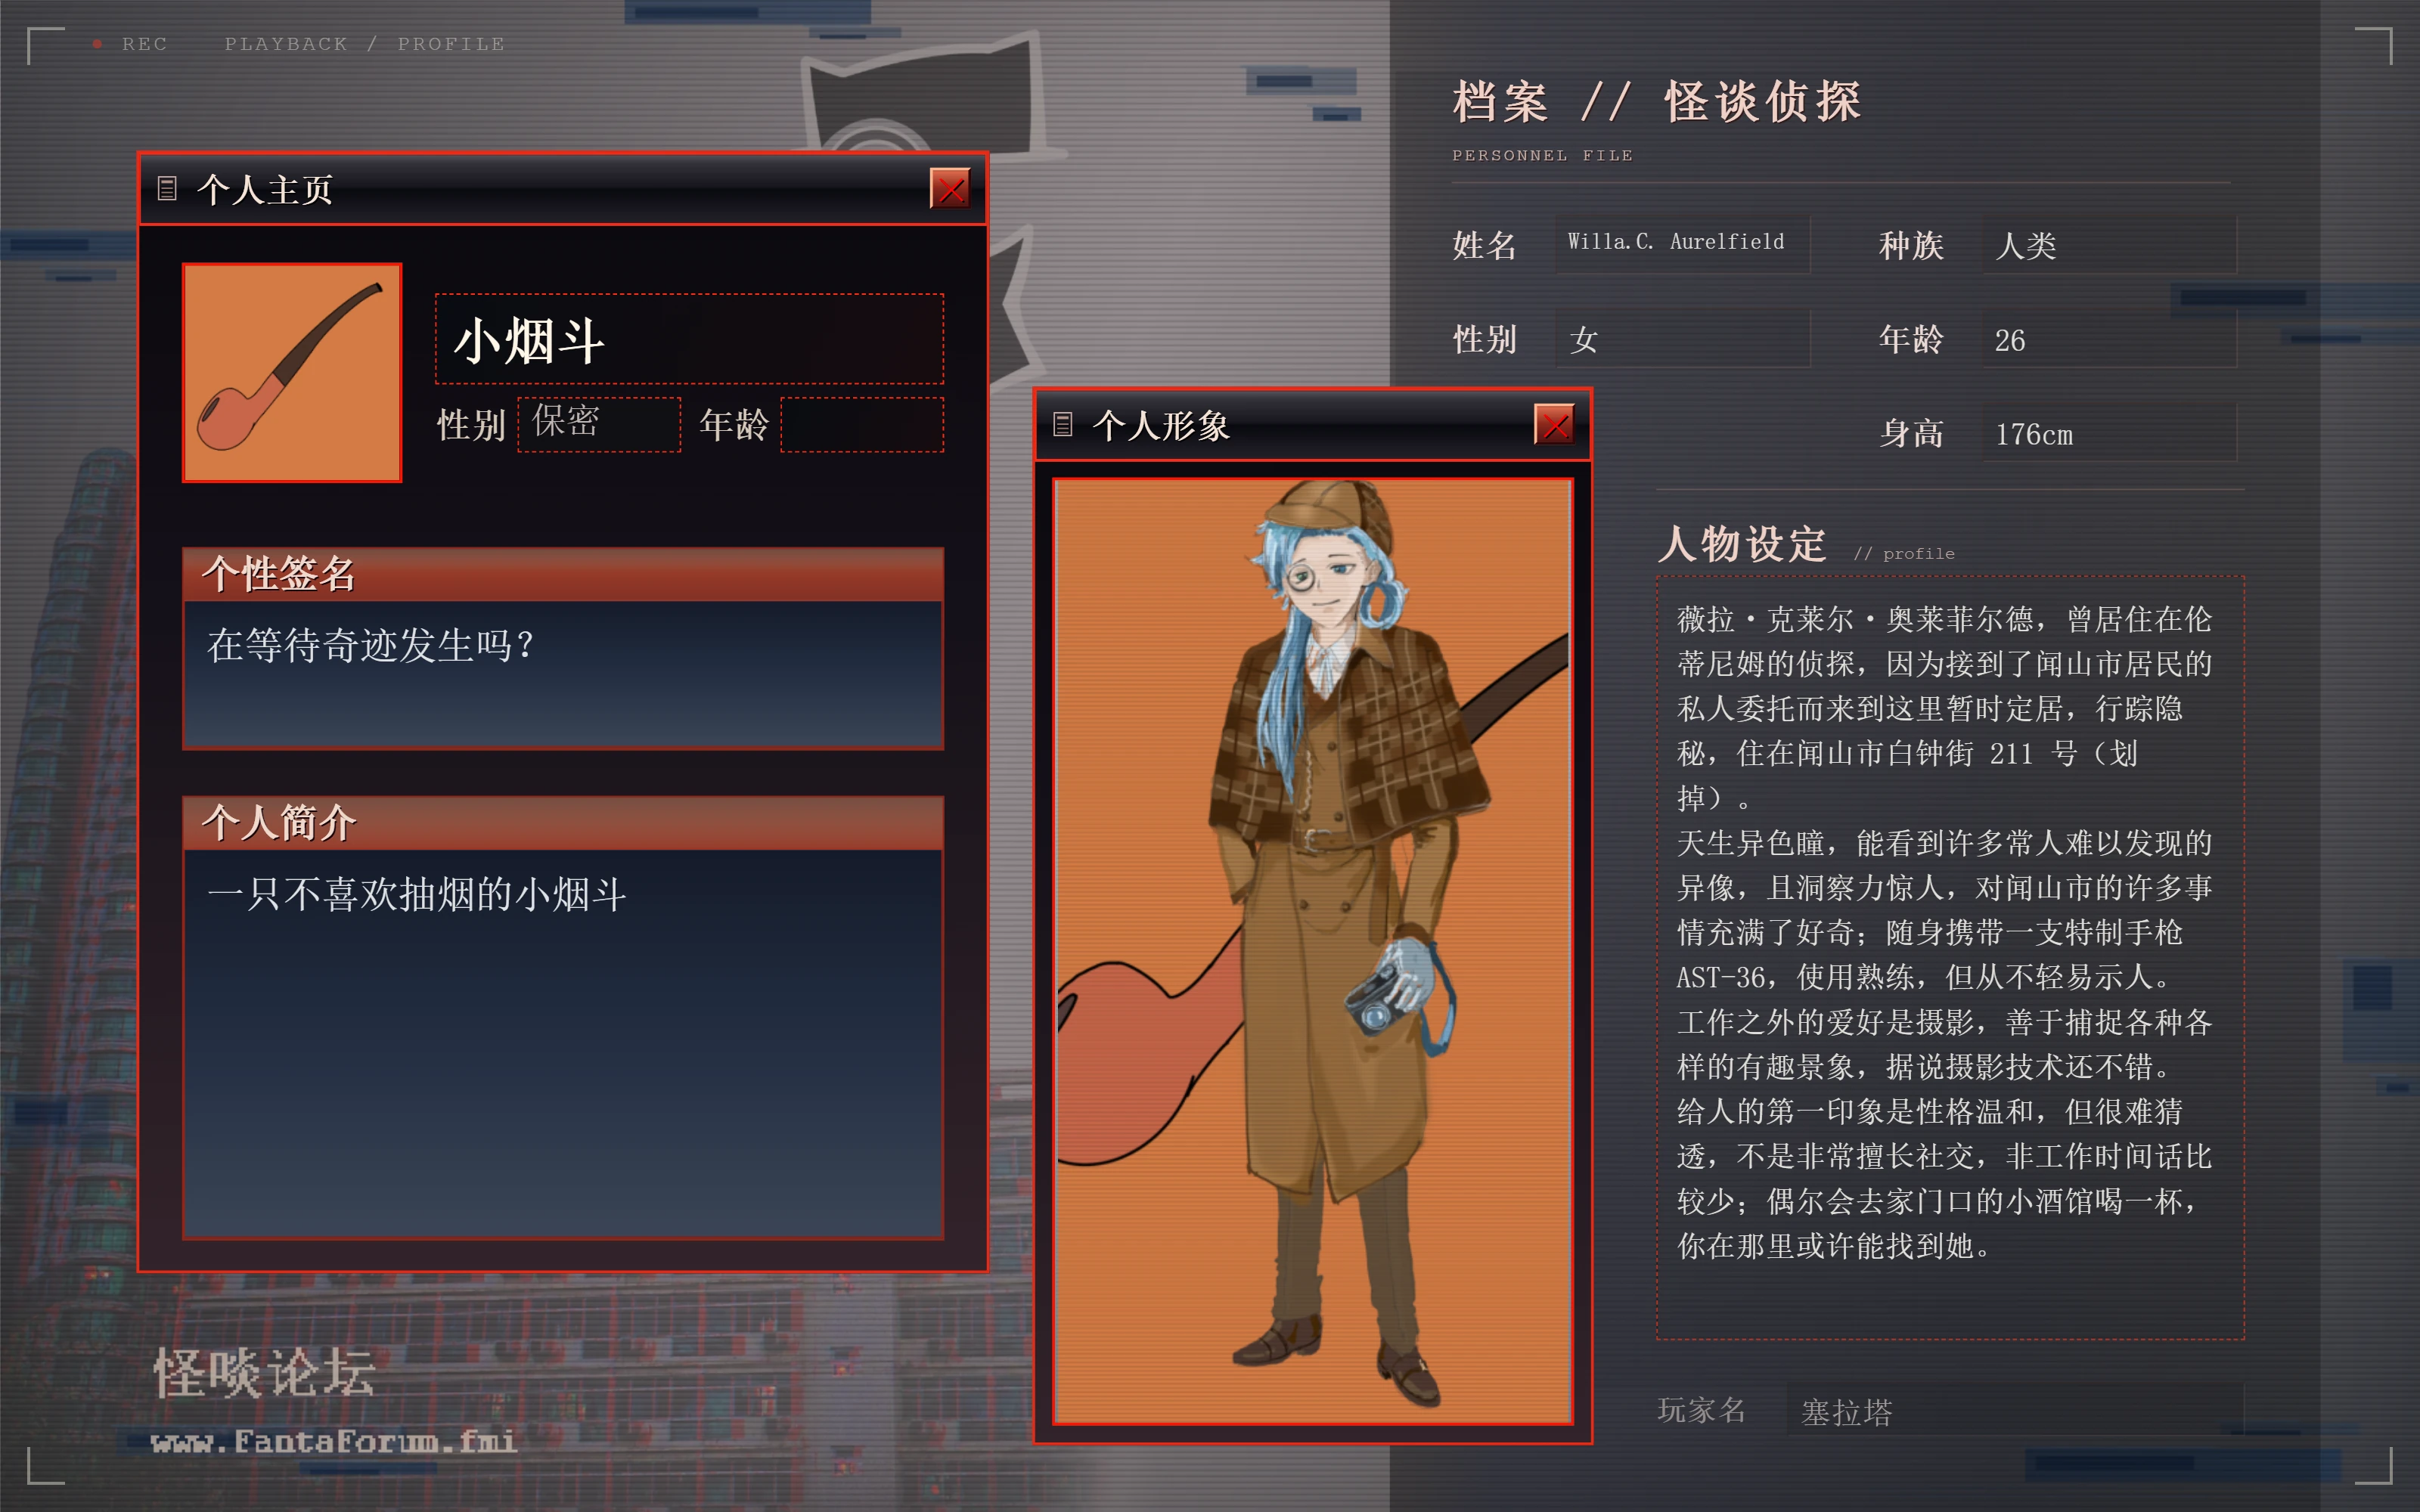 REC PLAYBACK / PROFILE
个人主页
小烟斗
性别 保密 年龄
个性签名
在等待奇迹发生吗？
个人简介
一只不喜欢抽烟的小烟斗
怪啖论坛
www.FantaForum.fmi
个人形象
档案 // 怪谈侦探
PERSONNEL FILE
姓名 Willa.C. Aurelfield 种族 人类
性别 女 年龄 26
身高 176cm
人物设定 // profile
薇拉·克莱尔·奥莱菲尔德，曾居住在伦
蒂尼姆的侦探，因为接到了闻山市居民的
私人委托而来到这里暂时定居，行踪隐
秘，住在闻山市白钟街 211 号（划
掉）。
天生异色瞳，能看到许多常人难以发现的
异像，且洞察力惊人，对闻山市的许多事
情充满了好奇；随身携带一支特制手枪
AST-36，使用熟练，但从不轻易示人。
工作之外的爱好是摄影，善于捕捉各种各
样的有趣景象，据说摄影技术还不错。
给人的第一印象是性格温和，但很难猜
透，不是非常擅长社交，非工作时间话比
较少；偶尔会去家门口的小酒馆喝一杯，
你在那里或许能找到她。
玩家名 塞拉塔